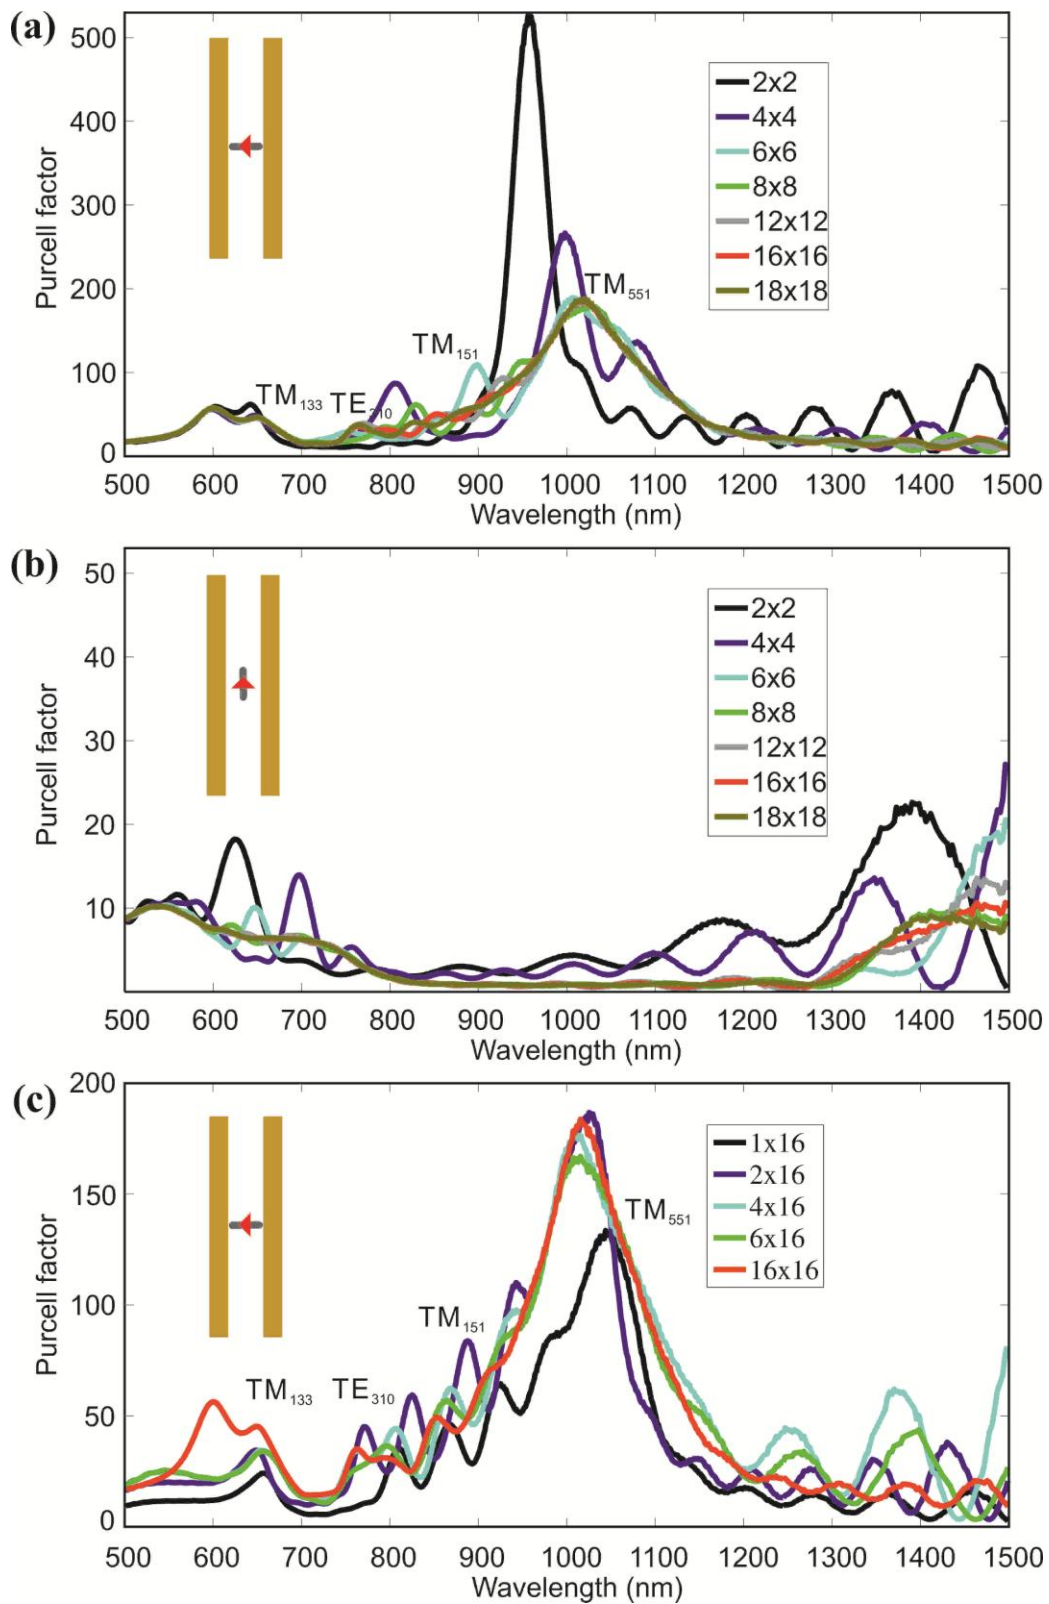 (a)
Purcell factor
500
400
300
200
100
0
TM133
TE310
TM151
TM551
2x2
4x4
6x6
8x8
12x12
16x16
18x18
500 600 700 800 900 1000 1100 1200 1300 1400 1500
Wavelength (nm)
(b)
Purcell factor
50
40
30
20
10
2x2
4x4
6x6
8x8
12x12
16x16
18x18
500 600 700 800 900 1000 1100 1200 1300 1400 1500
Wavelength (nm)
(c)
Purcell factor
200
150
100
50
0
TM133
TE310
TM151
TM551
1x16
2x16
4x16
6x16
16x16
500 600 700 800 900 1000 1100 1200 1300 1400 1500
Wavelength (nm)